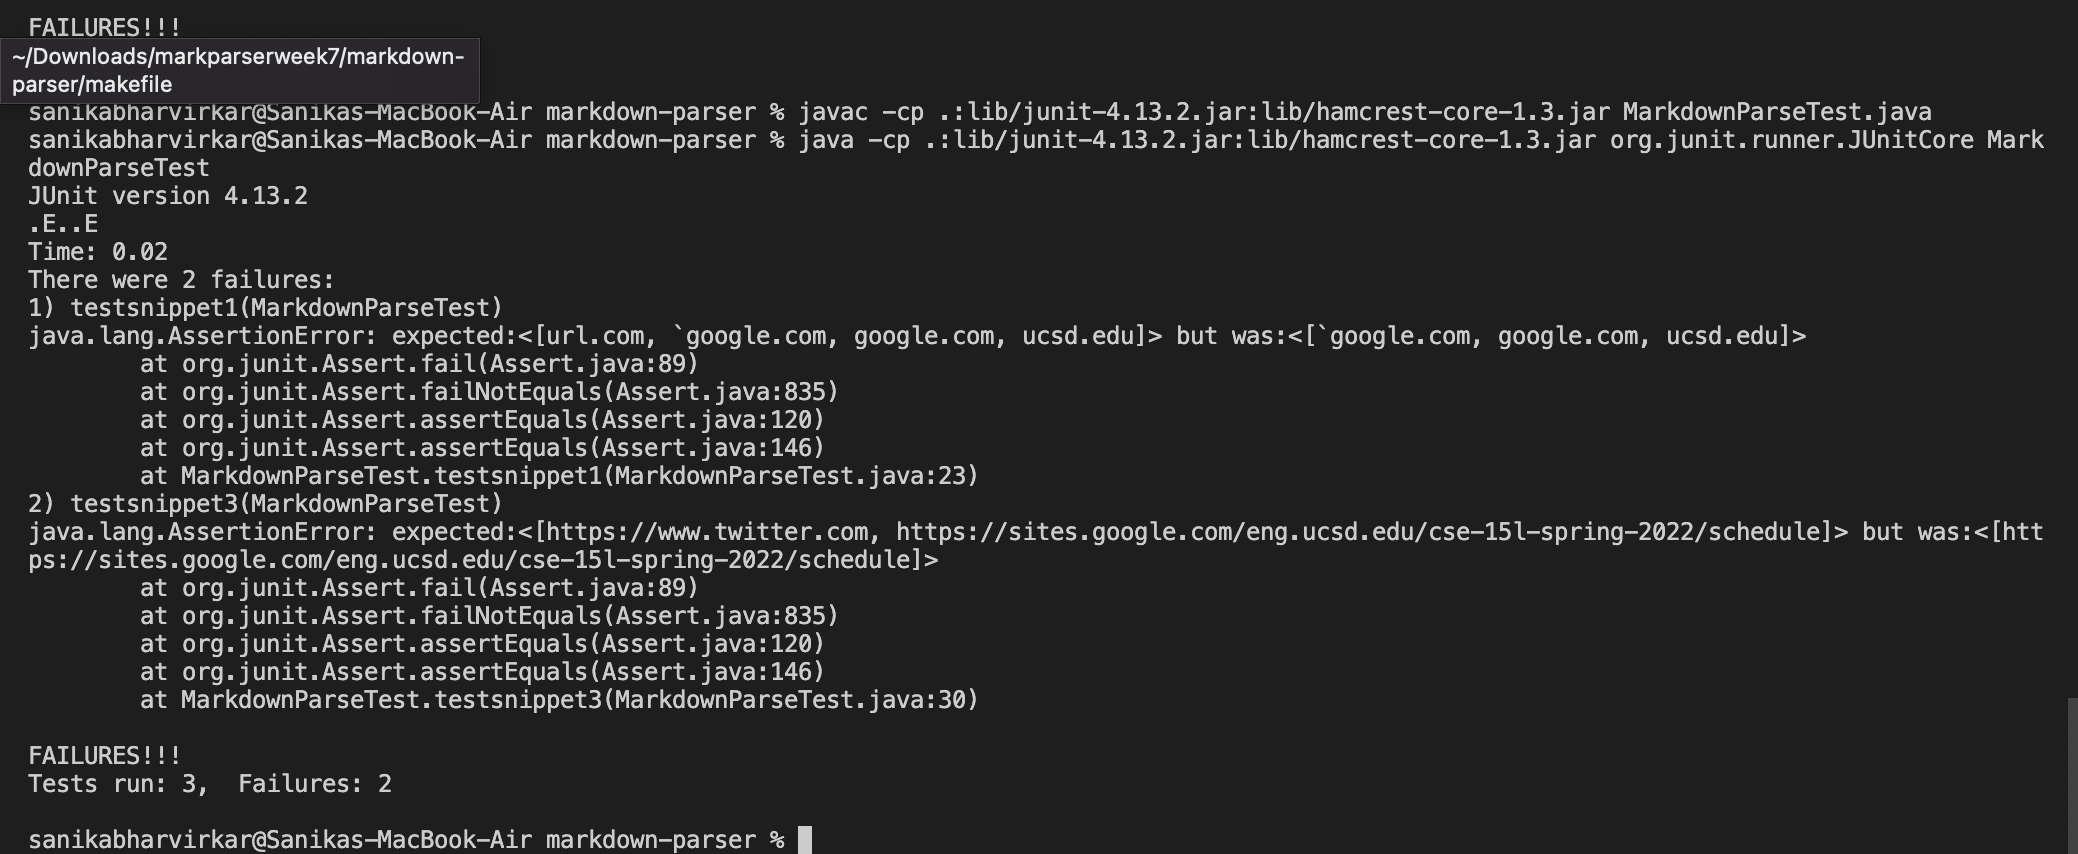 FAILURES!!!
~/Downloads/markparserweek7/markdown-
parser/makefile
sanikabharvirkar@Sanikas-MacBook-Air markdown-parser % javac -cp .:lib/junit-4.13.2.jar:lib/hamcrest-core-1.3.jar MarkdownParseTest.java
sanikabharvirkar@Sanikas-MacBook-Air markdown-parser % java -cp .:lib/junit-4.13.2.jar:lib/hamcrest-core-1.3.jar org.junit.runner.JUnitCore Mark
downParseTest
JUnit version 4.13.2
.E..E
Time: 0.02
There were 2 failures:
1) testsnippet1(MarkdownParseTest)
java.lang.AssertionError: expected:<[url.com, `google.com, google.com, ucsd.edu]> but was:<[`google.com, google.com, ucsd.edu]>
at org.junit.Assert.fail(Assert.java:89)
at org.junit.Assert.failNotEquals(Assert.java:835)
at org.junit.Assert.assertEquals(Assert.java:120)
at org.junit.Assert.assertEquals(Assert.java:146)
at MarkdownParseTest.testsnippet1(MarkdownParseTest.java:23)
2) testsnippet3(MarkdownParseTest)
java.lang.AssertionError: expected:<[https://www.twitter.com, https://sites.google.com/eng.ucsd.edu/cse-15l-spring-2022/schedule]> but was:<[htt
ps://sites.google.com/eng.ucsd.edu/cse-15l-spring-2022/schedule]>
at org.junit.Assert.fail(Assert.java:89)
at org.junit.Assert.failNotEquals(Assert.java:835)
at org.junit.Assert.assertEquals(Assert.java:120)
at org.junit.Assert.assertEquals(Assert.java:146)
at MarkdownParseTest.testsnippet3(MarkdownParseTest.java:30)
FAILURES!!!
Tests run: 3,  Failures: 2
sanikabharvirkar@Sanikas-MacBook-Air markdown-parser %